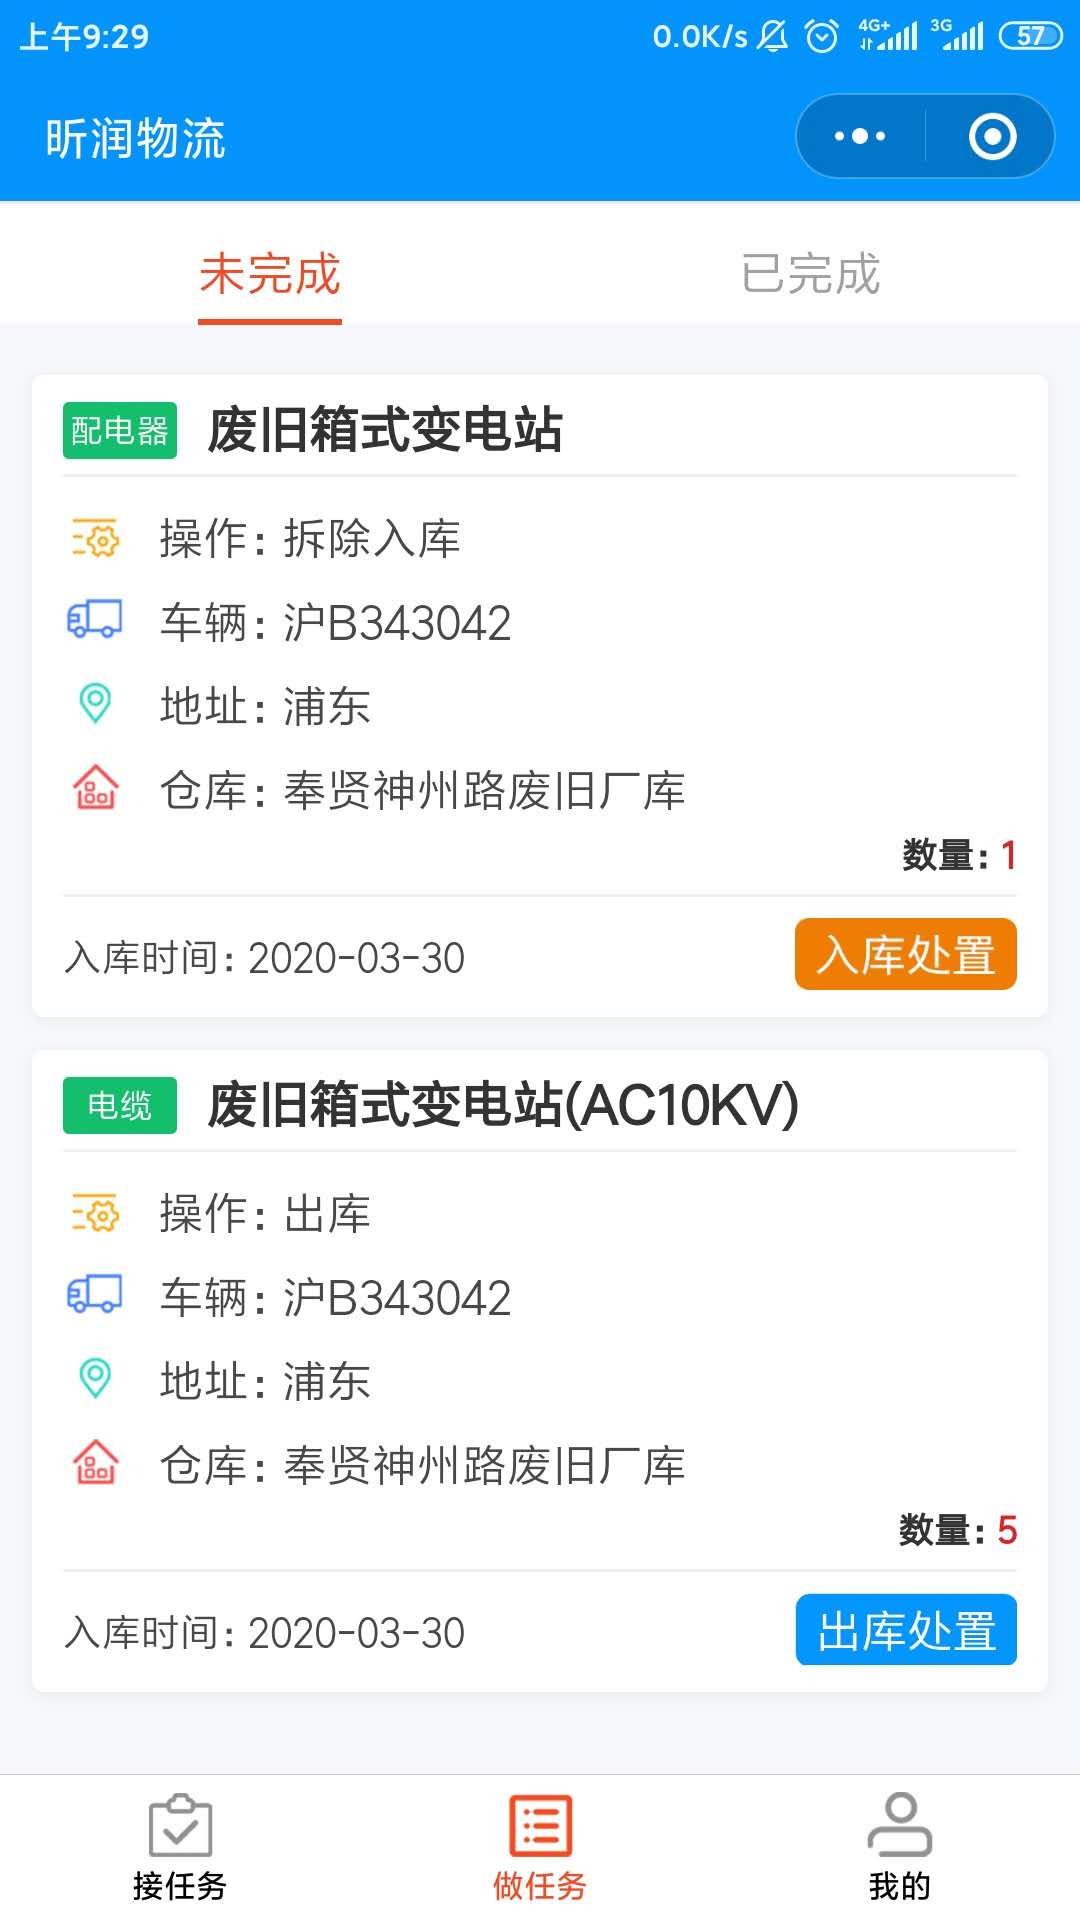 上午9:29 0.0K/s 4G+ 3G 57
昕润物流
未完成 已完成
配电器 废旧箱式变电站
操作：拆除入库
车辆：沪B343042
地址：浦东
仓库：奉贤神州路废旧厂库
数量：1
入库时间：2020-03-30 入库处置
电缆 废旧箱式变电站(AC10KV)
操作：出库
车辆：沪B343042
地址：浦东
仓库：奉贤神州路废旧厂库
数量：5
入库时间：2020-03-30 出库处置
接任务 做任务 我的